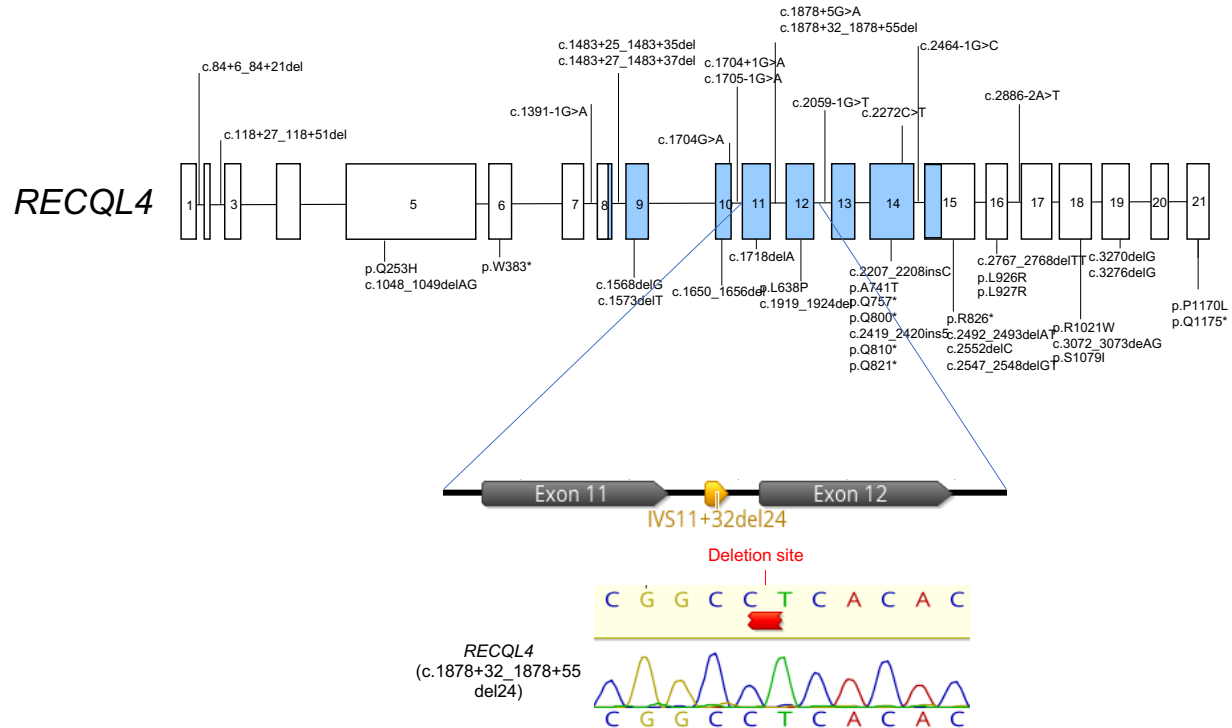 c.1878+5G>A
c.1878+32_1878+55del
c.1483+25_1483+35del
c.1483+27_1483+37del
c.2464-1G>C
c.84+6_84+21del
c.1704+1G>A
c.1705-1G>A
c.2886-2A>T
c.2059-1G>T
c.1391-1G>A
c.2272C>T
c.118+27_118+51del
c.1704G>A
RECQL4
1
3
5
6
7
8
9
10
11
12
13
14
15
16
17
18
19
20
21
p.Q253H
c.1048_1049delAG
p.W383*
c.1568delG
c.1573delT
c.1650_1656del
c.1718delA
p.L638P
c.1919_1924del
c.2207_2208insC
p.A741T
p.Q757*
p.Q800*
c.2419_2420ins5
p.Q810*
p.Q821*
p.R826*
c.2492_2493delAT
c.2552delC
c.2547_2548delGT
c.2767_2768delTT
p.L926R
p.L927R
p.R1021W
c.3072_3073deAG
p.S1079I
c.3270delG
c.3276delG
p.P1170L
p.Q1175*
Exon 11
Exon 12
IVS11+32del24
Deletion site
C G G C C T C A C A C
RECQL4
(c.1878+32_1878+55
del24)
C G G C C T C A C A C